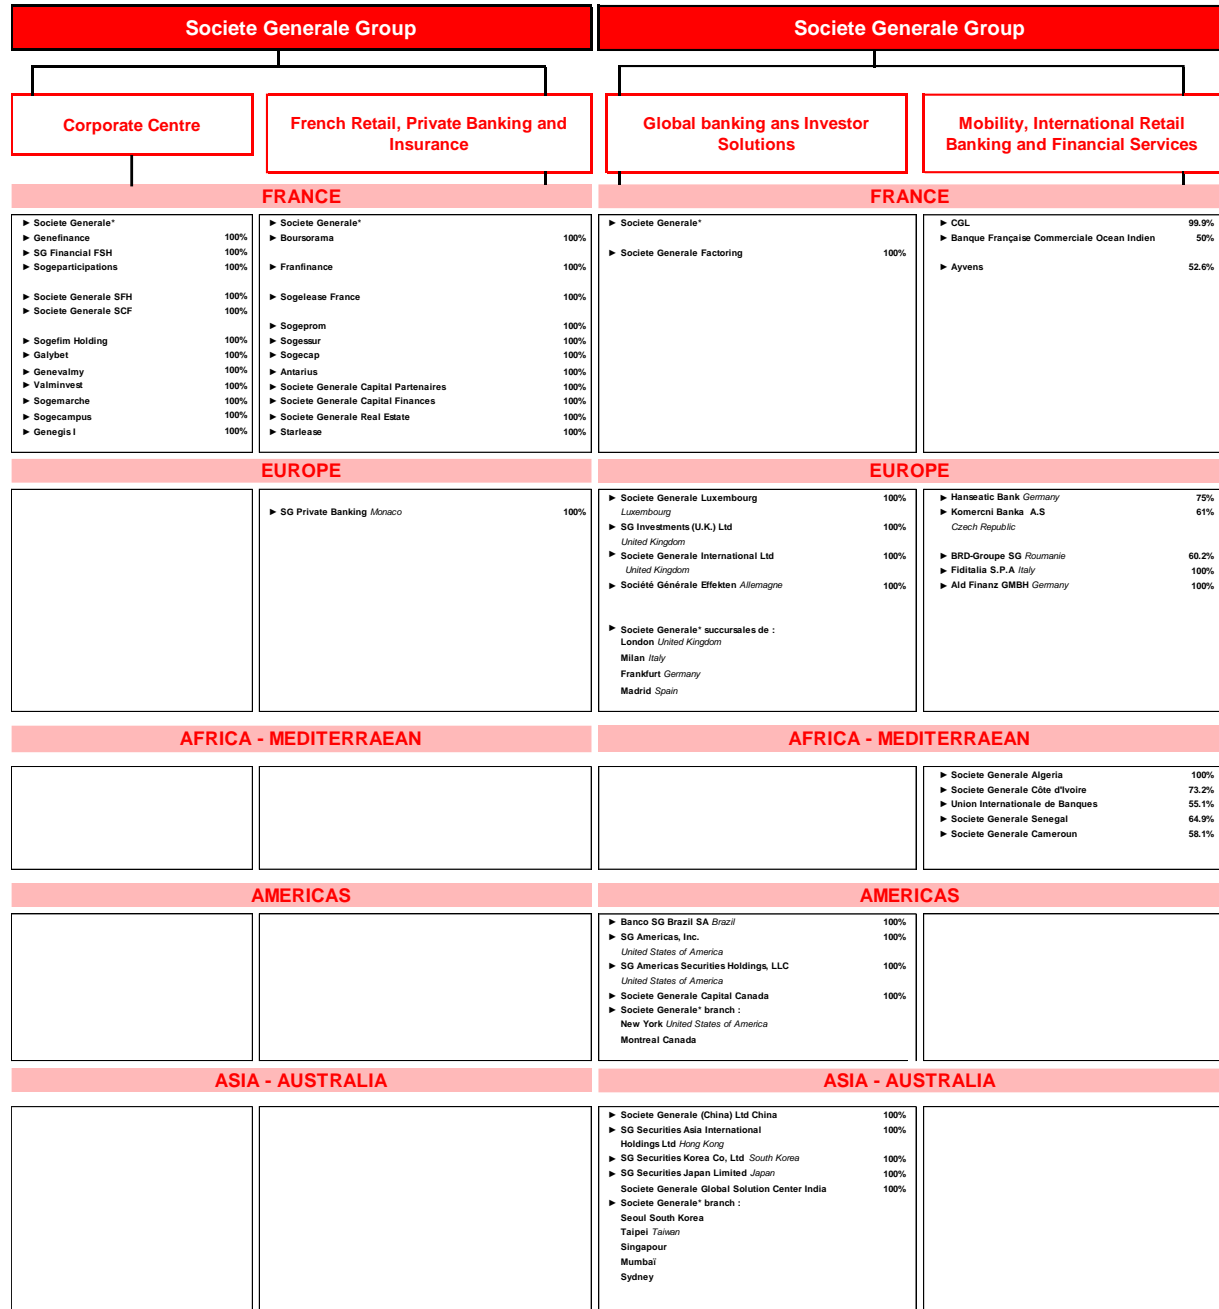 Societe Generale Group
Societe Generale Group
Corporate Centre
French Retail, Private Banking and
Insurance
Global banking ans Investor
Solutions
Mobility, International Retail
Banking and Financial Services
FRANCE
FRANCE
► Societe Generale*
► Genefinance 100%
► SG Financial FSH 100%
► Sogeparticipations 100%
► Societe Generale SFH 100%
► Societe Generale SCF 100%
► Sogefim Holding 100%
► Galybet 100%
► Genevalmy 100%
► Valminvest 100%
► Sogemarche 100%
► Sogecampus 100%
► Genegis I 100%
► Societe Generale*
► Boursorama 100%
► Franfinance 100%
► Sogelease France 100%
► Sogeprom 100%
► Sogessur 100%
► Sogecap 100%
► Antarius 100%
► Societe Generale Capital Partenaires 100%
► Societe Generale Capital Finances 100%
► Societe Generale Real Estate 100%
► Starlease 100%
► Societe Generale*
► Societe Generale Factoring 100%
► CGL 99.9%
► Banque Française Commerciale Ocean Indien 50%
► Ayvens 52.6%
EUROPE
EUROPE
► SG Private Banking Monaco 100%
► Societe Generale Luxembourg 100%
Luxembourg
► SG Investments (U.K.) Ltd 100%
United Kingdom
► Societe Generale International Ltd 100%
United Kingdom
► Société Générale Effekten Allemagne 100%
► Societe Generale* succursales de :
London United Kingdom
Milan Italy
Frankfurt Germany
Madrid Spain
► Hanseatic Bank Germany 75%
► Komercni Banka A.S 61%
Czech Republic
► BRD-Groupe SG Roumanie 60.2%
► Fiditalia S.P.A Italy 100%
► Ald Finanz GMBH Germany 100%
AFRICA - MEDITERRAEAN
AFRICA - MEDITERRAEAN
► Societe Generale Algeria 100%
► Societe Generale Côte d'Ivoire 73.2%
► Union Internationale de Banques 55.1%
► Societe Generale Senegal 64.9%
► Societe Generale Cameroun 58.1%
AMERICAS
AMERICAS
► Banco SG Brazil SA Brazil 100%
► SG Americas, Inc. 100%
United States of America
► SG Americas Securities Holdings, LLC 100%
United States of America
► Societe Generale Capital Canada 100%
► Societe Generale* branch :
New York United States of America
Montreal Canada
ASIA - AUSTRALIA
ASIA - AUSTRALIA
► Societe Generale (China) Ltd China 100%
► SG Securities Asia International 100%
Holdings Ltd Hong Kong
► SG Securities Korea Co, Ltd South Korea 100%
► SG Securities Japan Limited Japan 100%
Societe Generale Global Solution Center India 100%
► Societe Generale* branch :
Seoul South Korea
Taipei Taiwan
Singapour
Mumbaï
Sydney